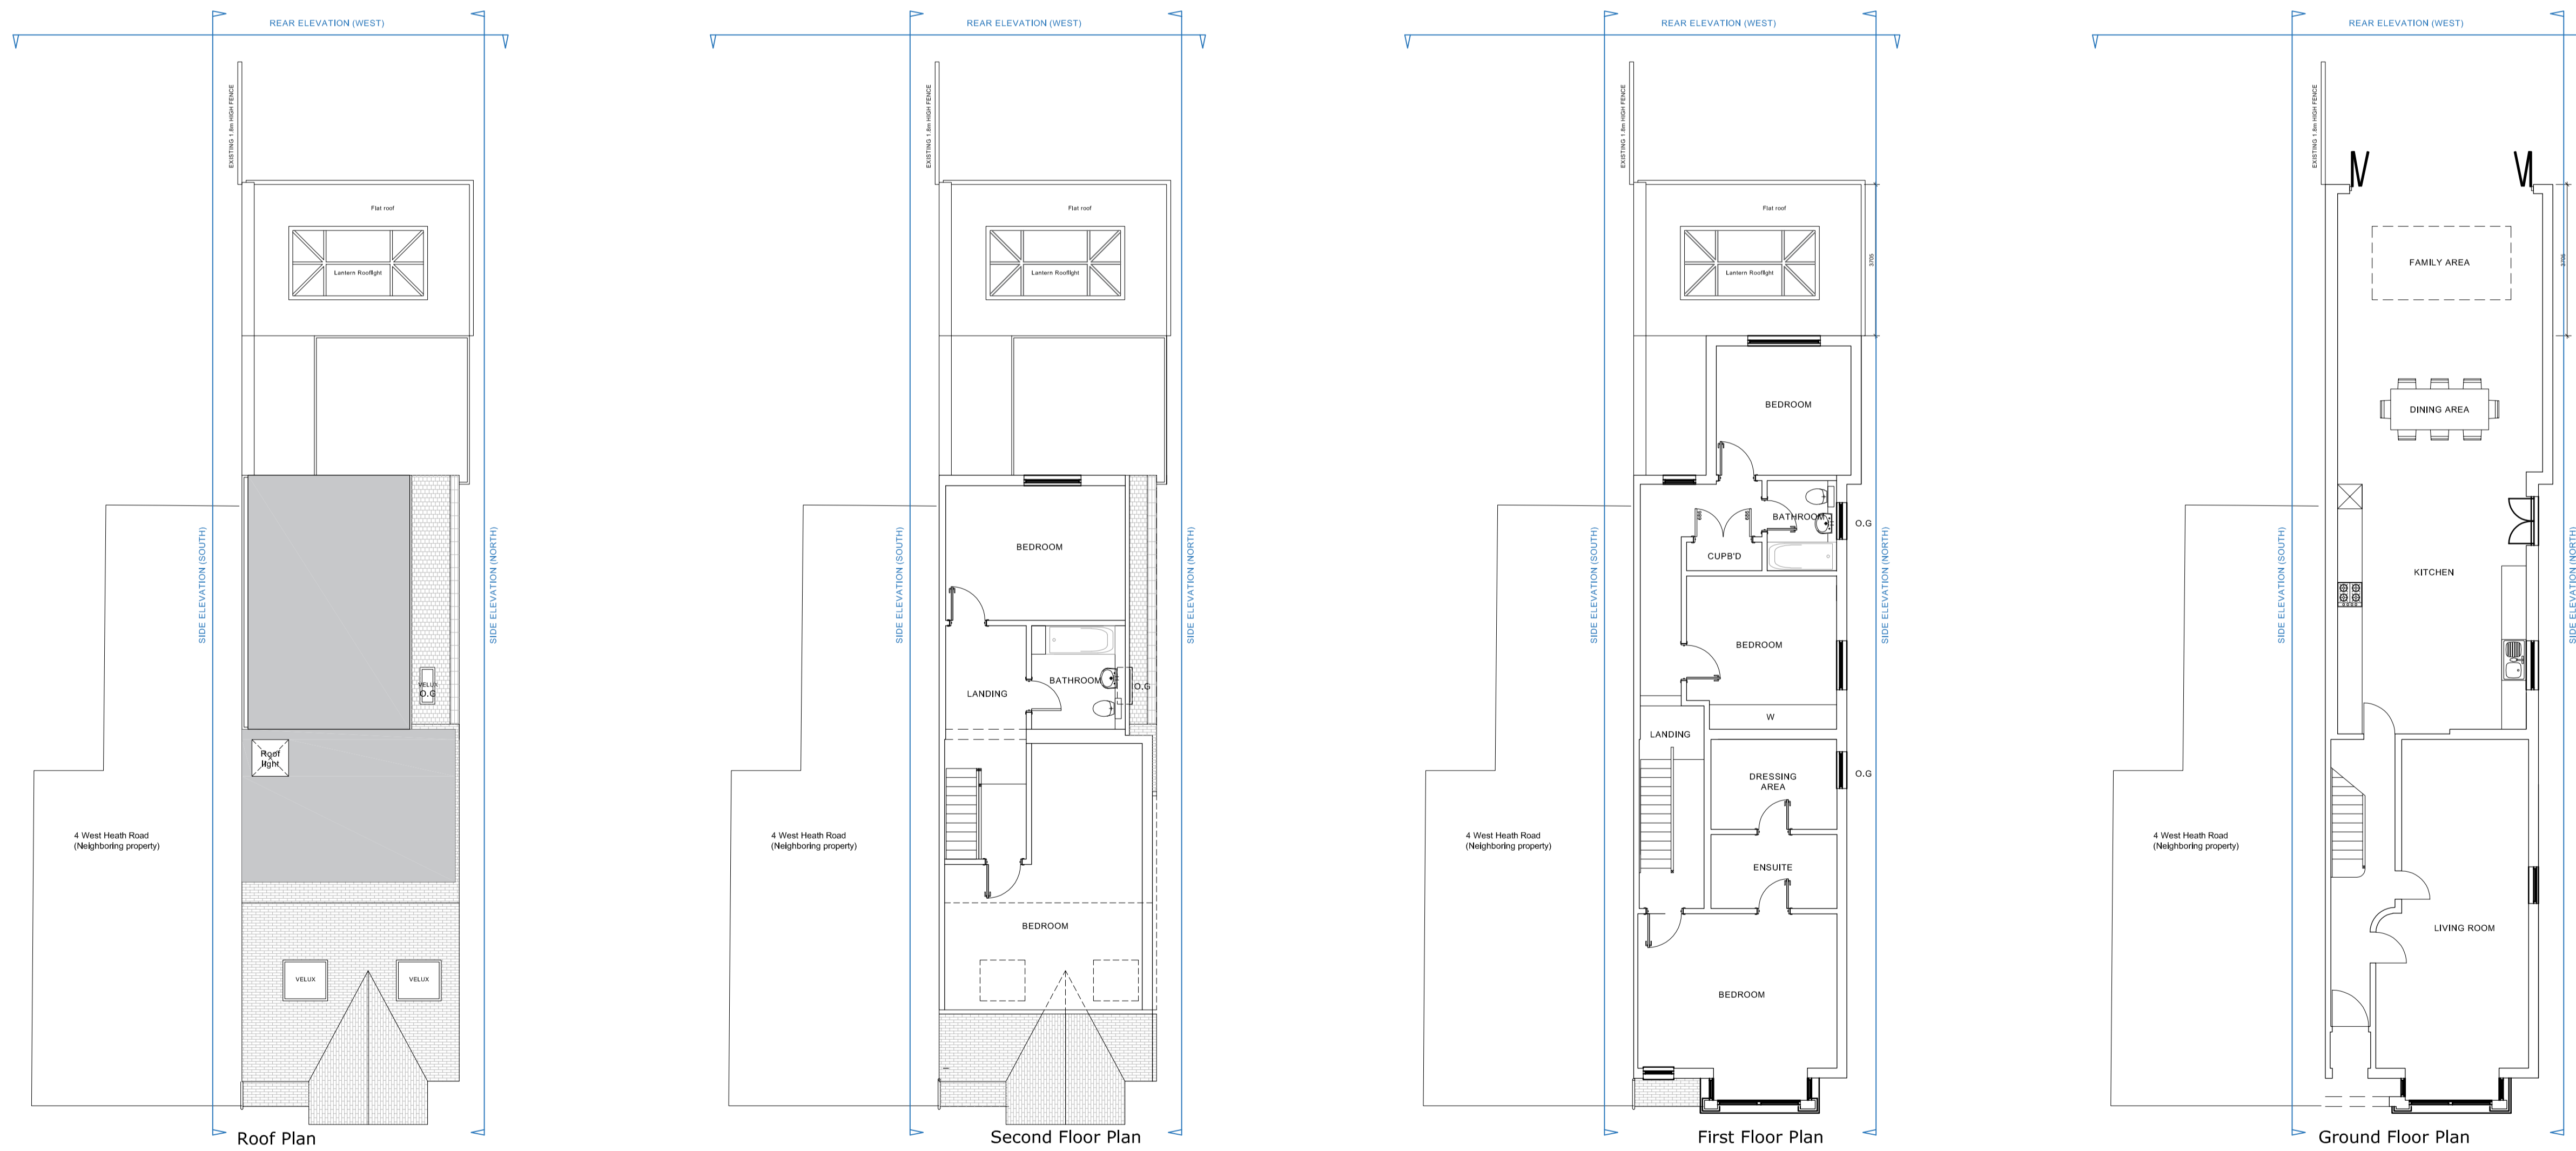 REAR ELEVATION (WEST)
EXISTING 1.8m HIGH FENCE
Flat roof
Lantern Rooflight
SIDE ELEVATION (SOUTH)
SIDE ELEVATION (NORTH)
VELUX
O.G
Roof
light
4 West Heath Road
(Neighboring property)
VELUX
VELUX
Roof Plan
REAR ELEVATION (WEST)
EXISTING 1.8m HIGH FENCE
Flat roof
Lantern Rooflight
SIDE ELEVATION (SOUTH)
SIDE ELEVATION (NORTH)
BEDROOM
BATHROOM
O.G
LANDING
4 West Heath Road
(Neighboring property)
BEDROOM
Second Floor Plan
REAR ELEVATION (WEST)
EXISTING 1.8m HIGH FENCE
Flat roof
Lantern Rooflight
3705
BEDROOM
SIDE ELEVATION (SOUTH)
SIDE ELEVATION (NORTH)
686
686
BATHROOM
O.G
CUPB'D
BEDROOM
W
LANDING
DRESSING
AREA
O.G
4 West Heath Road
(Neighboring property)
ENSUITE
BEDROOM
First Floor Plan
REAR ELEVATION (WEST)
EXISTING 1.8m HIGH FENCE
FAMILY AREA
3705
DINING AREA
SIDE ELEVATION (SOUTH)
SIDE ELEVATION (NORTH)
KITCHEN
4 West Heath Road
(Neighboring property)
LIVING ROOM
Ground Floor Plan